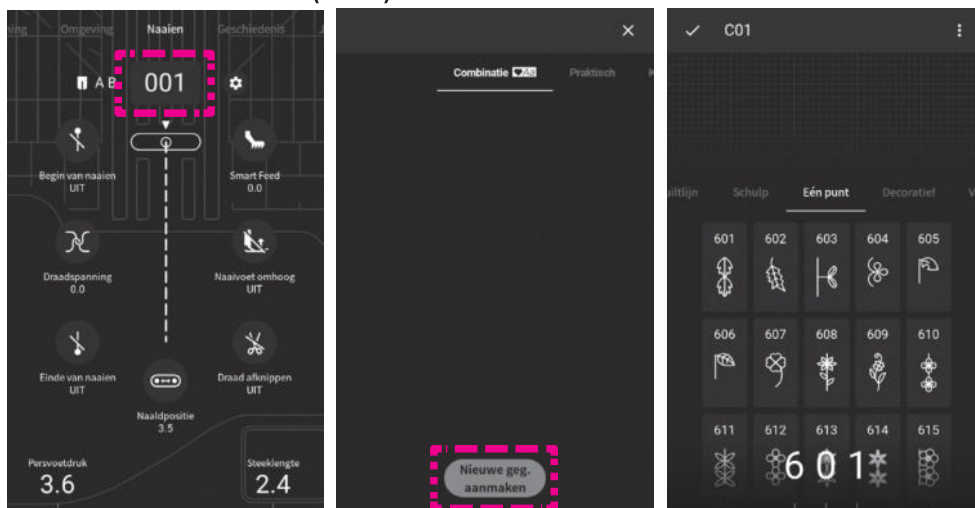 Omgeving Naaien Geschiedenis
A B 001
Begin van naaien
UIT
Smart Feed
0.0
Draadspanning
0.0
Naaivoet omhoog
UIT
Einde van naaien
UIT
Draad afknippen
UIT
Naaldpositie
3.5
Persvoetdruk
3.6
Steeklengte
2.4
Combinatie Praktisch
Nieuwe geg.
aanmaken
C01
Schulp Eén punt Decoratief
601 602 603 604 605
606 607 608 609 610
611 612 613 614 615
6 0 1